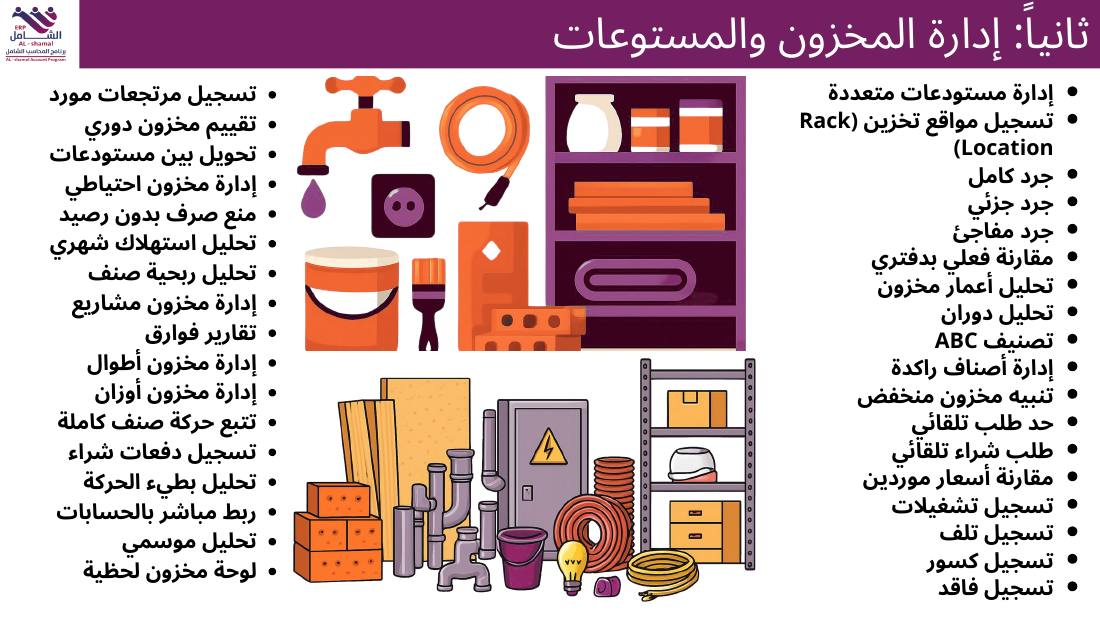 ثانياً: إدارة المخزون والمستوعات
ERP
الشامل
AL - shamal
برنامج المحاسب الشامل
AL - shamel Account Program
إدارة مستودعات متعددة
تسجيل مواقع تخزين (Rack
Location)
جرد كامل
جرد جزئي
جرد مفاجئ
مقارنة فعلي بدفتري
تحليل أعمار مخزون
تحليل دوران
تصنيف ABC
إدارة أصناف راكدة
تنبيه مخزون منخفض
حد طلب تلقائي
طلب شراء تلقائي
مقارنة أسعار موردين
تسجيل تشغيلات
تسجيل تلف
تسجيل كسور
تسجيل فاقد
تسجيل مرتجعات مورد
تقييم مخزون دوري
تحويل بين مستودعات
إدارة مخزون احتياطي
منع صرف بدون رصيد
تحليل استهلاك شهري
تحليل ربحية صنف
إدارة مخزون مشاريع
تقارير فوارق
إدارة مخزون أطوال
إدارة مخزون أوزان
تتبع حركة صنف كاملة
تسجيل دفعات شراء
تحليل بطيء الحركة
ربط مباشر بالحسابات
تحليل موسمي
لوحة مخزون لحظية